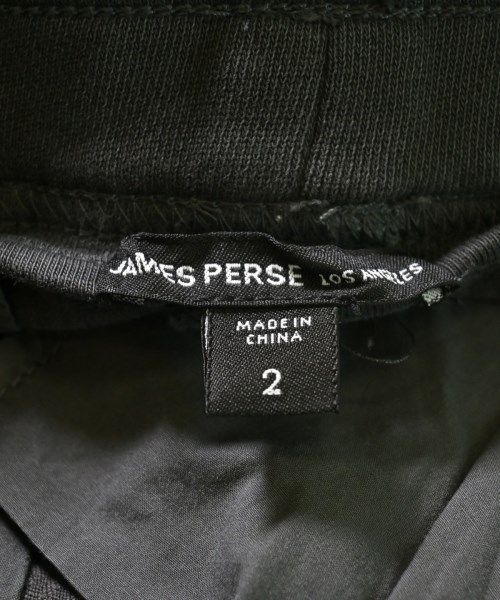 JAMES PERSE LOS ANGELES
MADE IN
CHINA
2